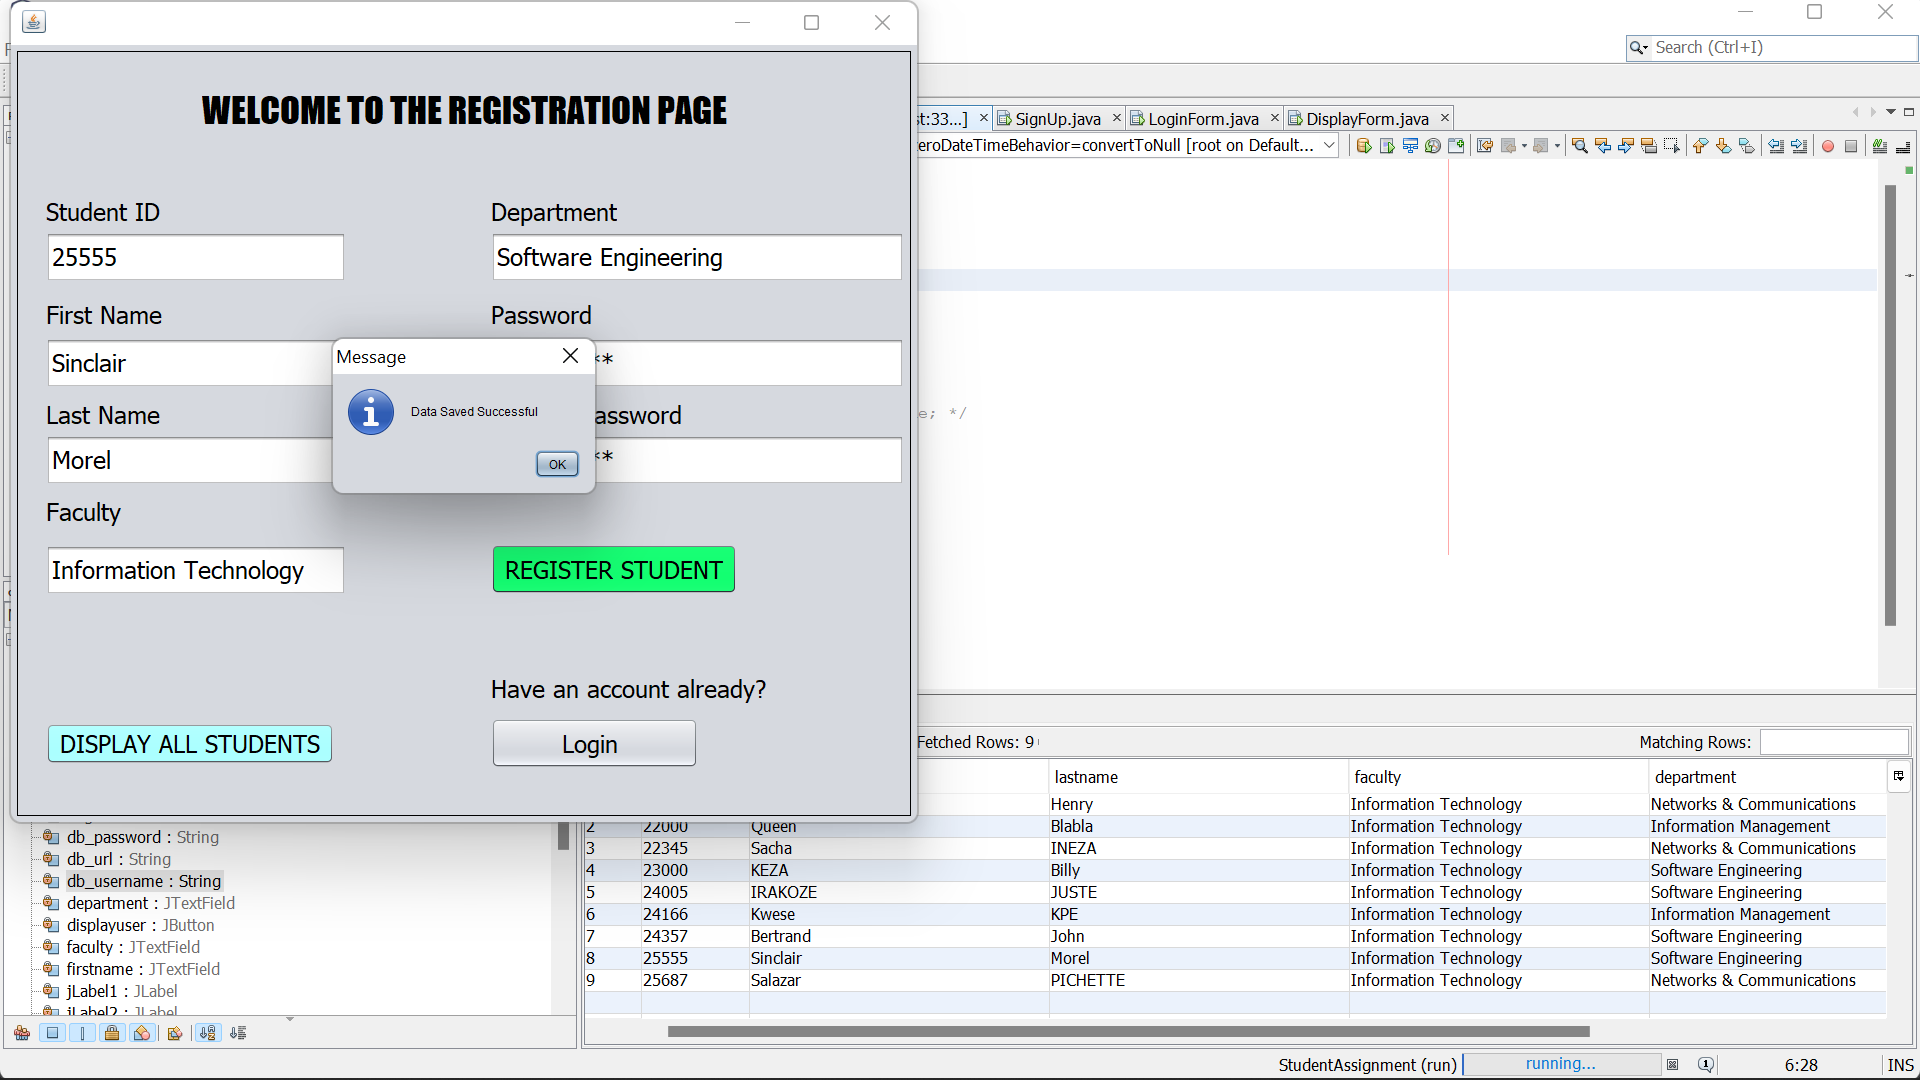 WELCOME TO THE REGISTRATION PAGE
Student ID
25555
Department
Software Engineering
First Name
Sinclair
Password
**
Last Name
Morel
assword
**
Faculty
Information Technology
REGISTER STUDENT
Have an account already?
DISPLAY ALL STUDENTS
Login
Message
Data Saved Successful
OK
Search (Ctrl+I)
st:33...]
SignUp.java
LoginForm.java
DisplayForm.java
eroDateTimeBehavior=convertToNull [root on Default...
e; */
Fetched Rows: 9
Matching Rows:
lastname faculty department
Henry Information Technology Networks & Communications
2 22000 Queen Blabla Information Technology Information Management
3 22345 Sacha INEZA Information Technology Networks & Communications
4 23000 KEZA Billy Information Technology Software Engineering
5 24005 IRAKOZE JUSTE Information Technology Software Engineering
6 24166 Kwese KPE Information Technology Information Management
7 24357 Bertrand John Information Technology Software Engineering
8 25555 Sinclair Morel Information Technology Software Engineering
9 25687 Salazar PICHETTE Information Technology Networks & Communications
db_password : String
db_url : String
db_username : String
department : JTextField
displayuser : JButton
faculty : JTextField
firstname : JTextField
jLabel1 : JLabel
jLabel2 : JLabel
StudentAssignment (run)
running...
6:28
INS